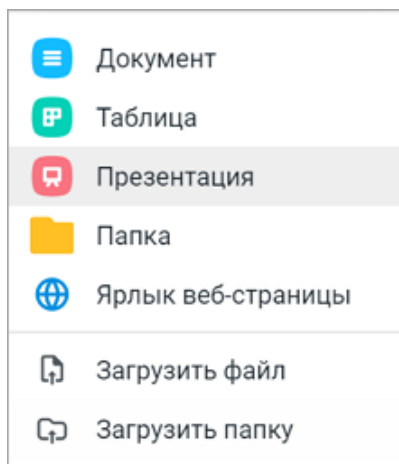 Документ
Таблица
Презентация
Папка
Ярлык веб-страницы
Загрузить файл
Загрузить папку